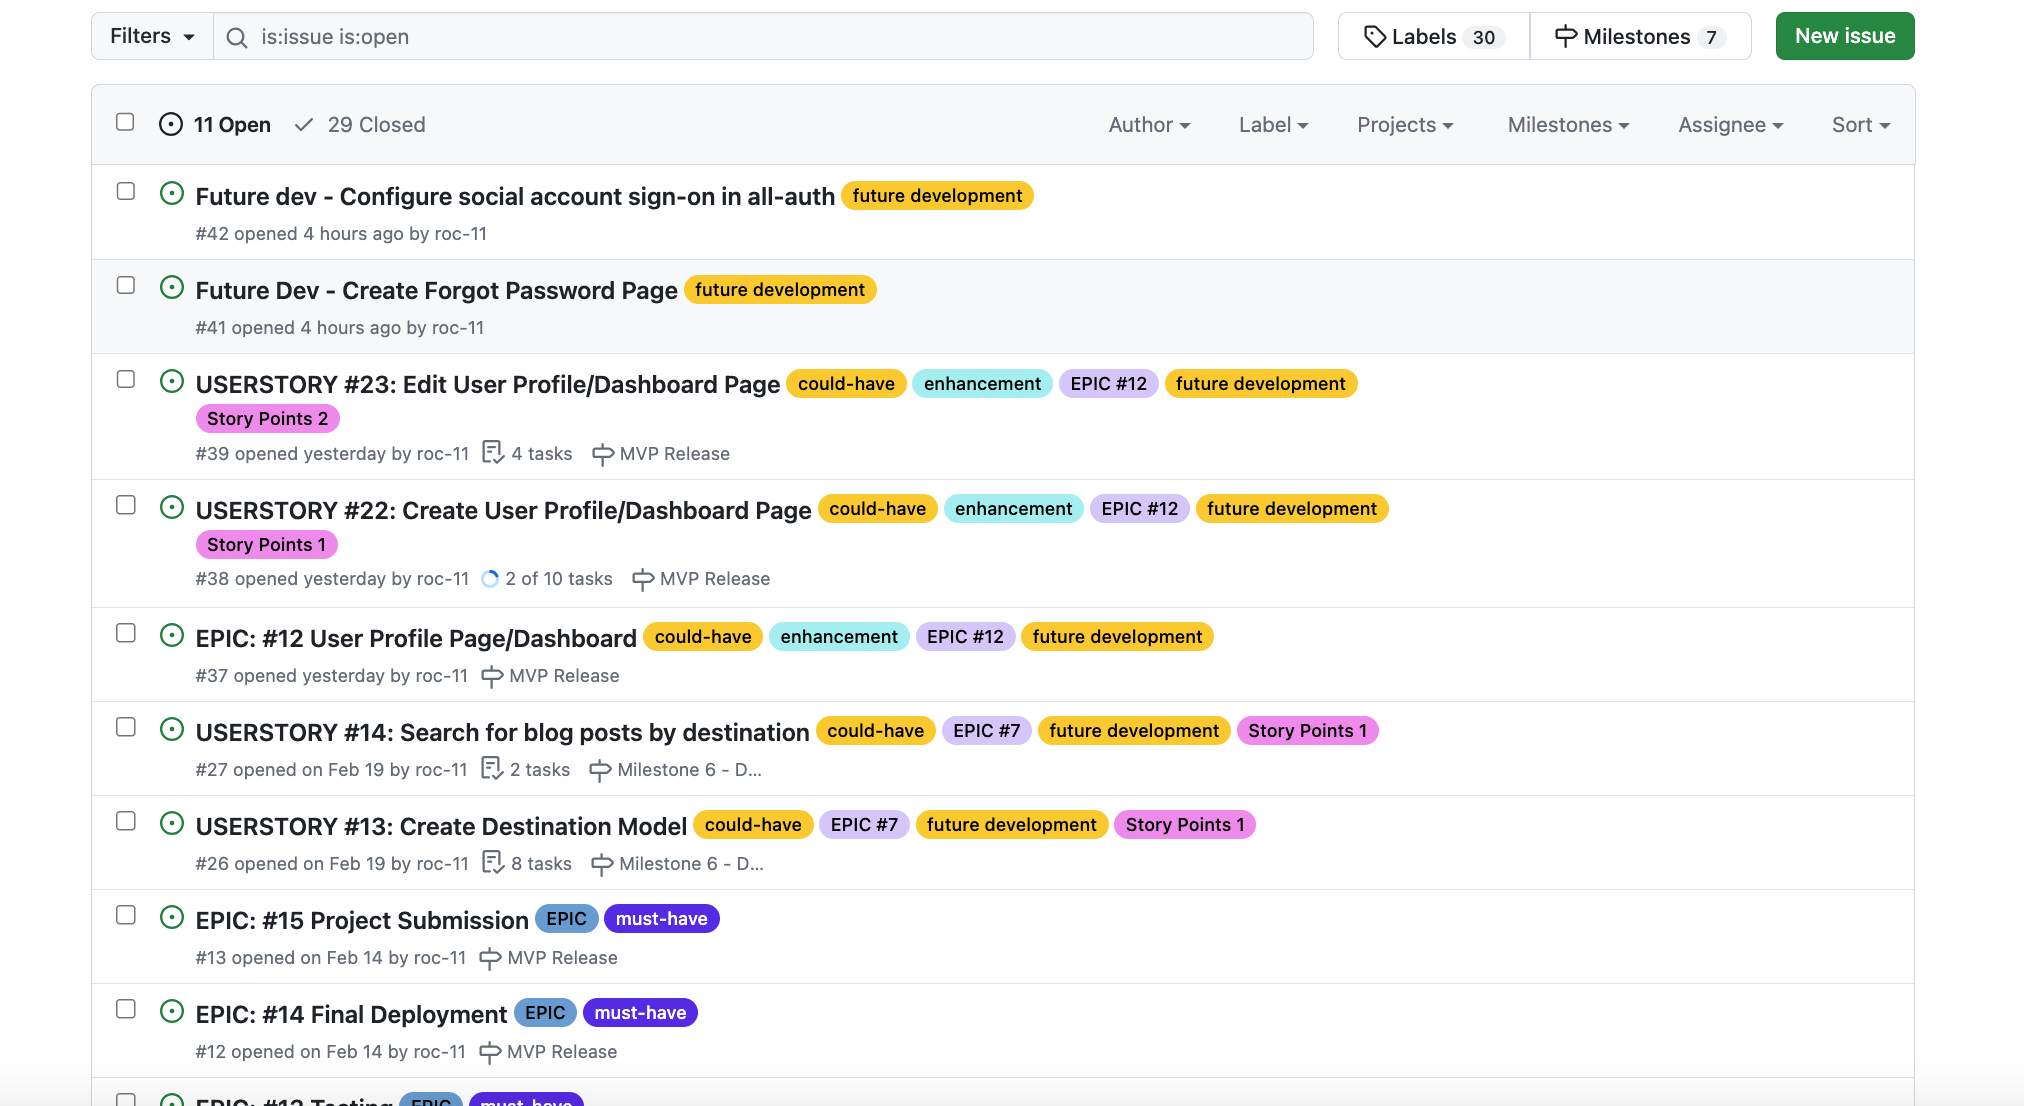 Filters is:issue is:open Labels 30 Milestones 7 New issue
11 Open 29 Closed Author Label Projects Milestones Assignee Sort
Future dev - Configure social account sign-on in all-auth future development
#42 opened 4 hours ago by roc-11
Future Dev - Create Forgot Password Page future development
#41 opened 4 hours ago by roc-11
USERSTORY #23: Edit User Profile/Dashboard Page could-have enhancement EPIC #12 future development
Story Points 2
#39 opened yesterday by roc-11 4 tasks MVP Release
USERSTORY #22: Create User Profile/Dashboard Page could-have enhancement EPIC #12 future development
Story Points 1
#38 opened yesterday by roc-11 2 of 10 tasks MVP Release
EPIC: #12 User Profile Page/Dashboard could-have enhancement EPIC #12 future development
#37 opened yesterday by roc-11 MVP Release
USERSTORY #14: Search for blog posts by destination could-have EPIC #7 future development Story Points 1
#27 opened on Feb 19 by roc-11 2 tasks Milestone 6 - D...
USERSTORY #13: Create Destination Model could-have EPIC #7 future development Story Points 1
#26 opened on Feb 19 by roc-11 8 tasks Milestone 6 - D...
EPIC: #15 Project Submission EPIC must-have
#13 opened on Feb 14 by roc-11 MVP Release
EPIC: #14 Final Deployment EPIC must-have
#12 opened on Feb 14 by roc-11 MVP Release
EPIC: #13 Testing EPIC must-have